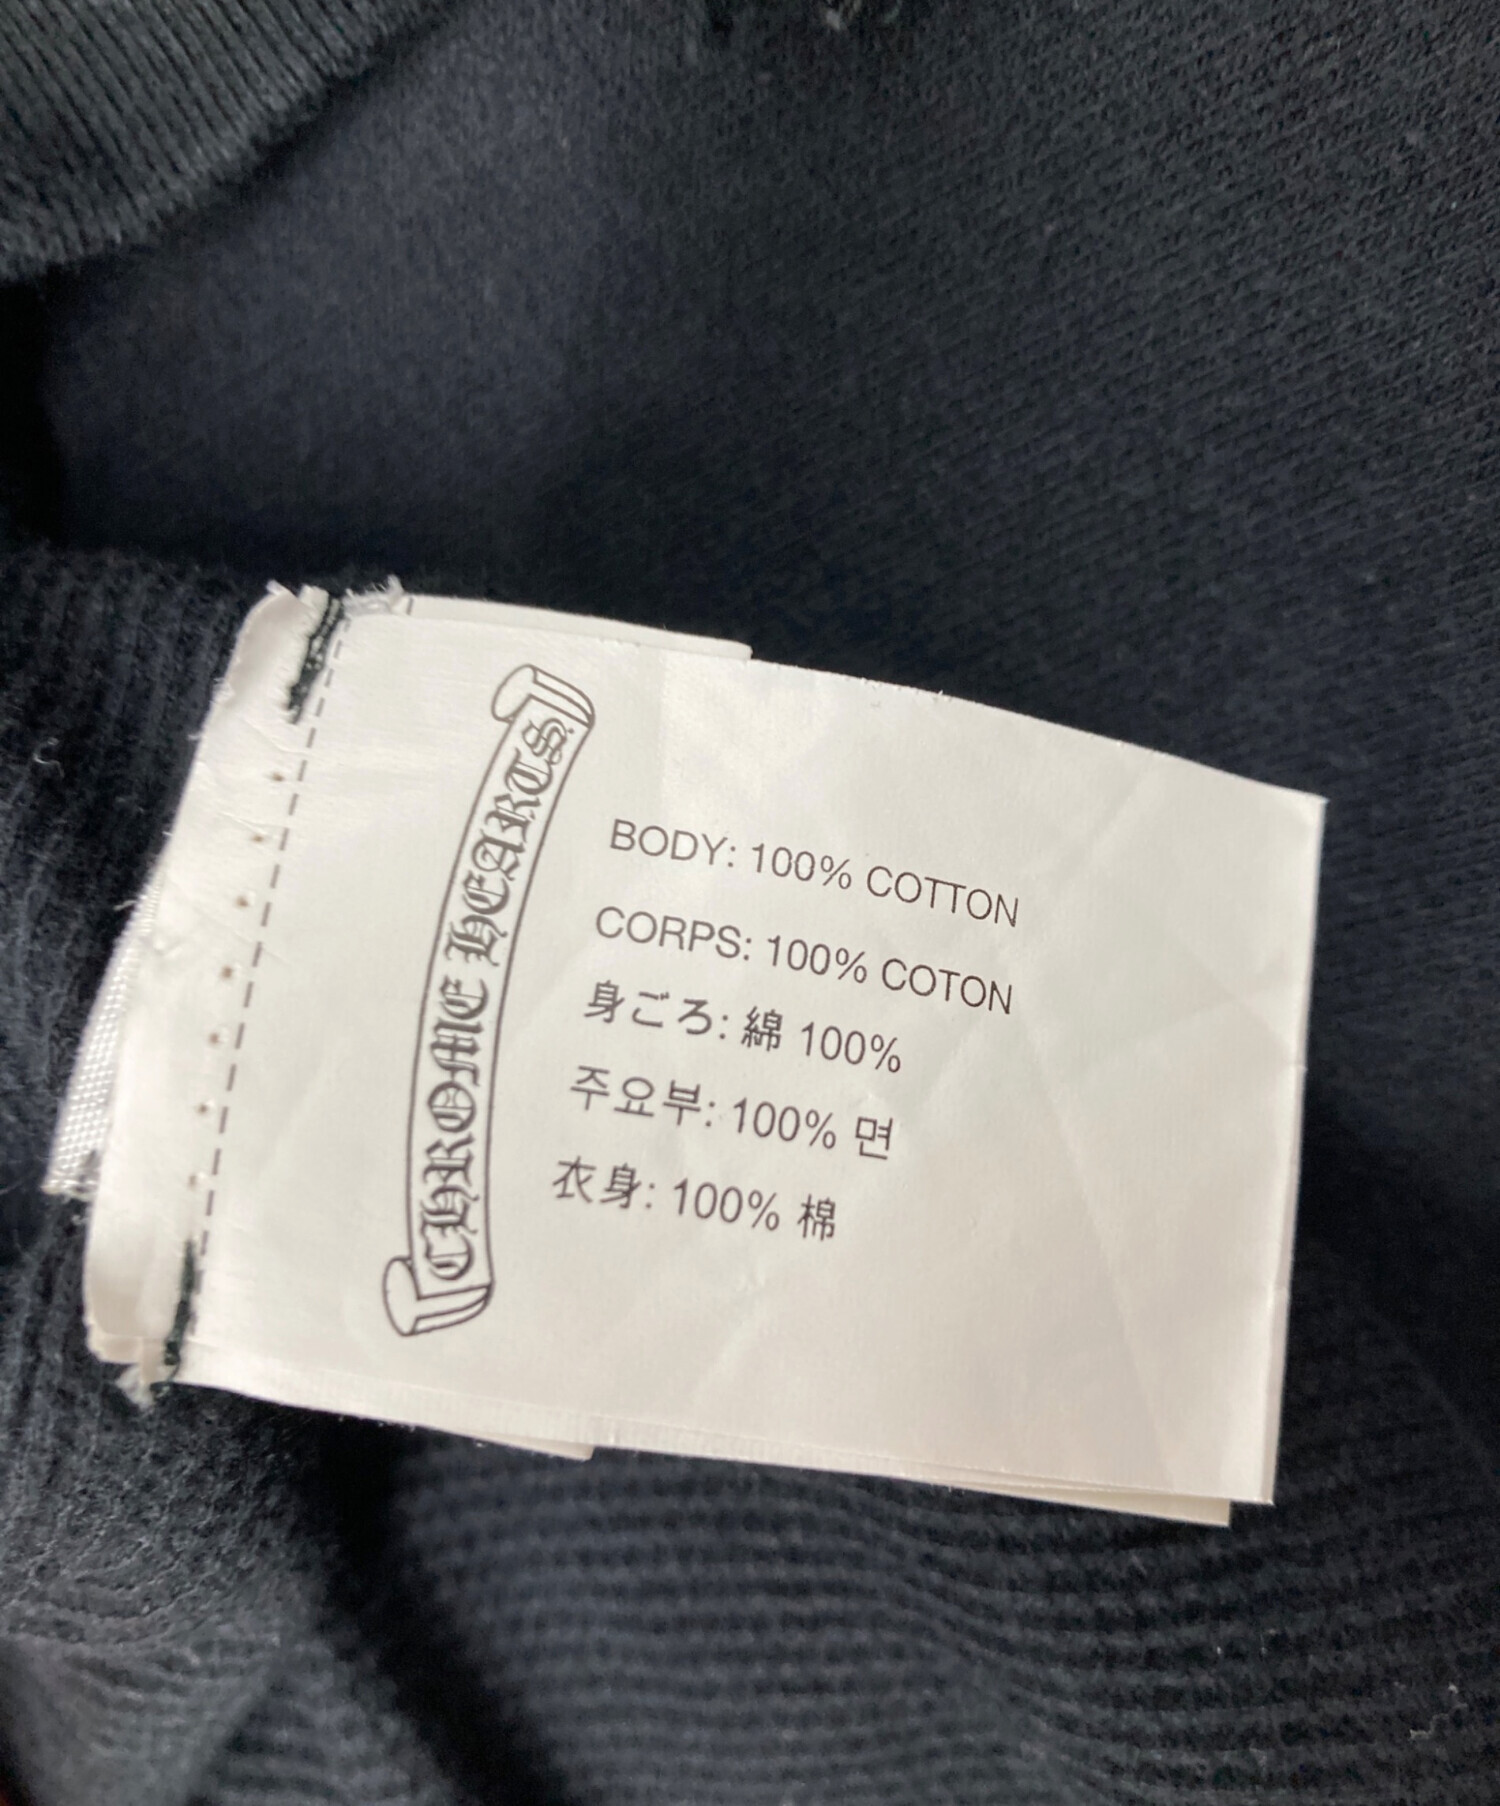 CHROME HEARTS
BODY: 100% COTTON
CORPS: 100% COTON
身ごろ: 綿 100%
주요부: 100% 면
衣身: 100% 棉